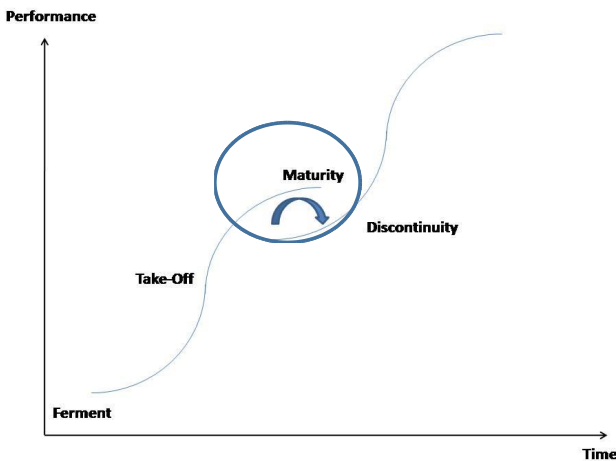 Performance
Maturity
Discontinuity
Take-Off
Ferment
Time